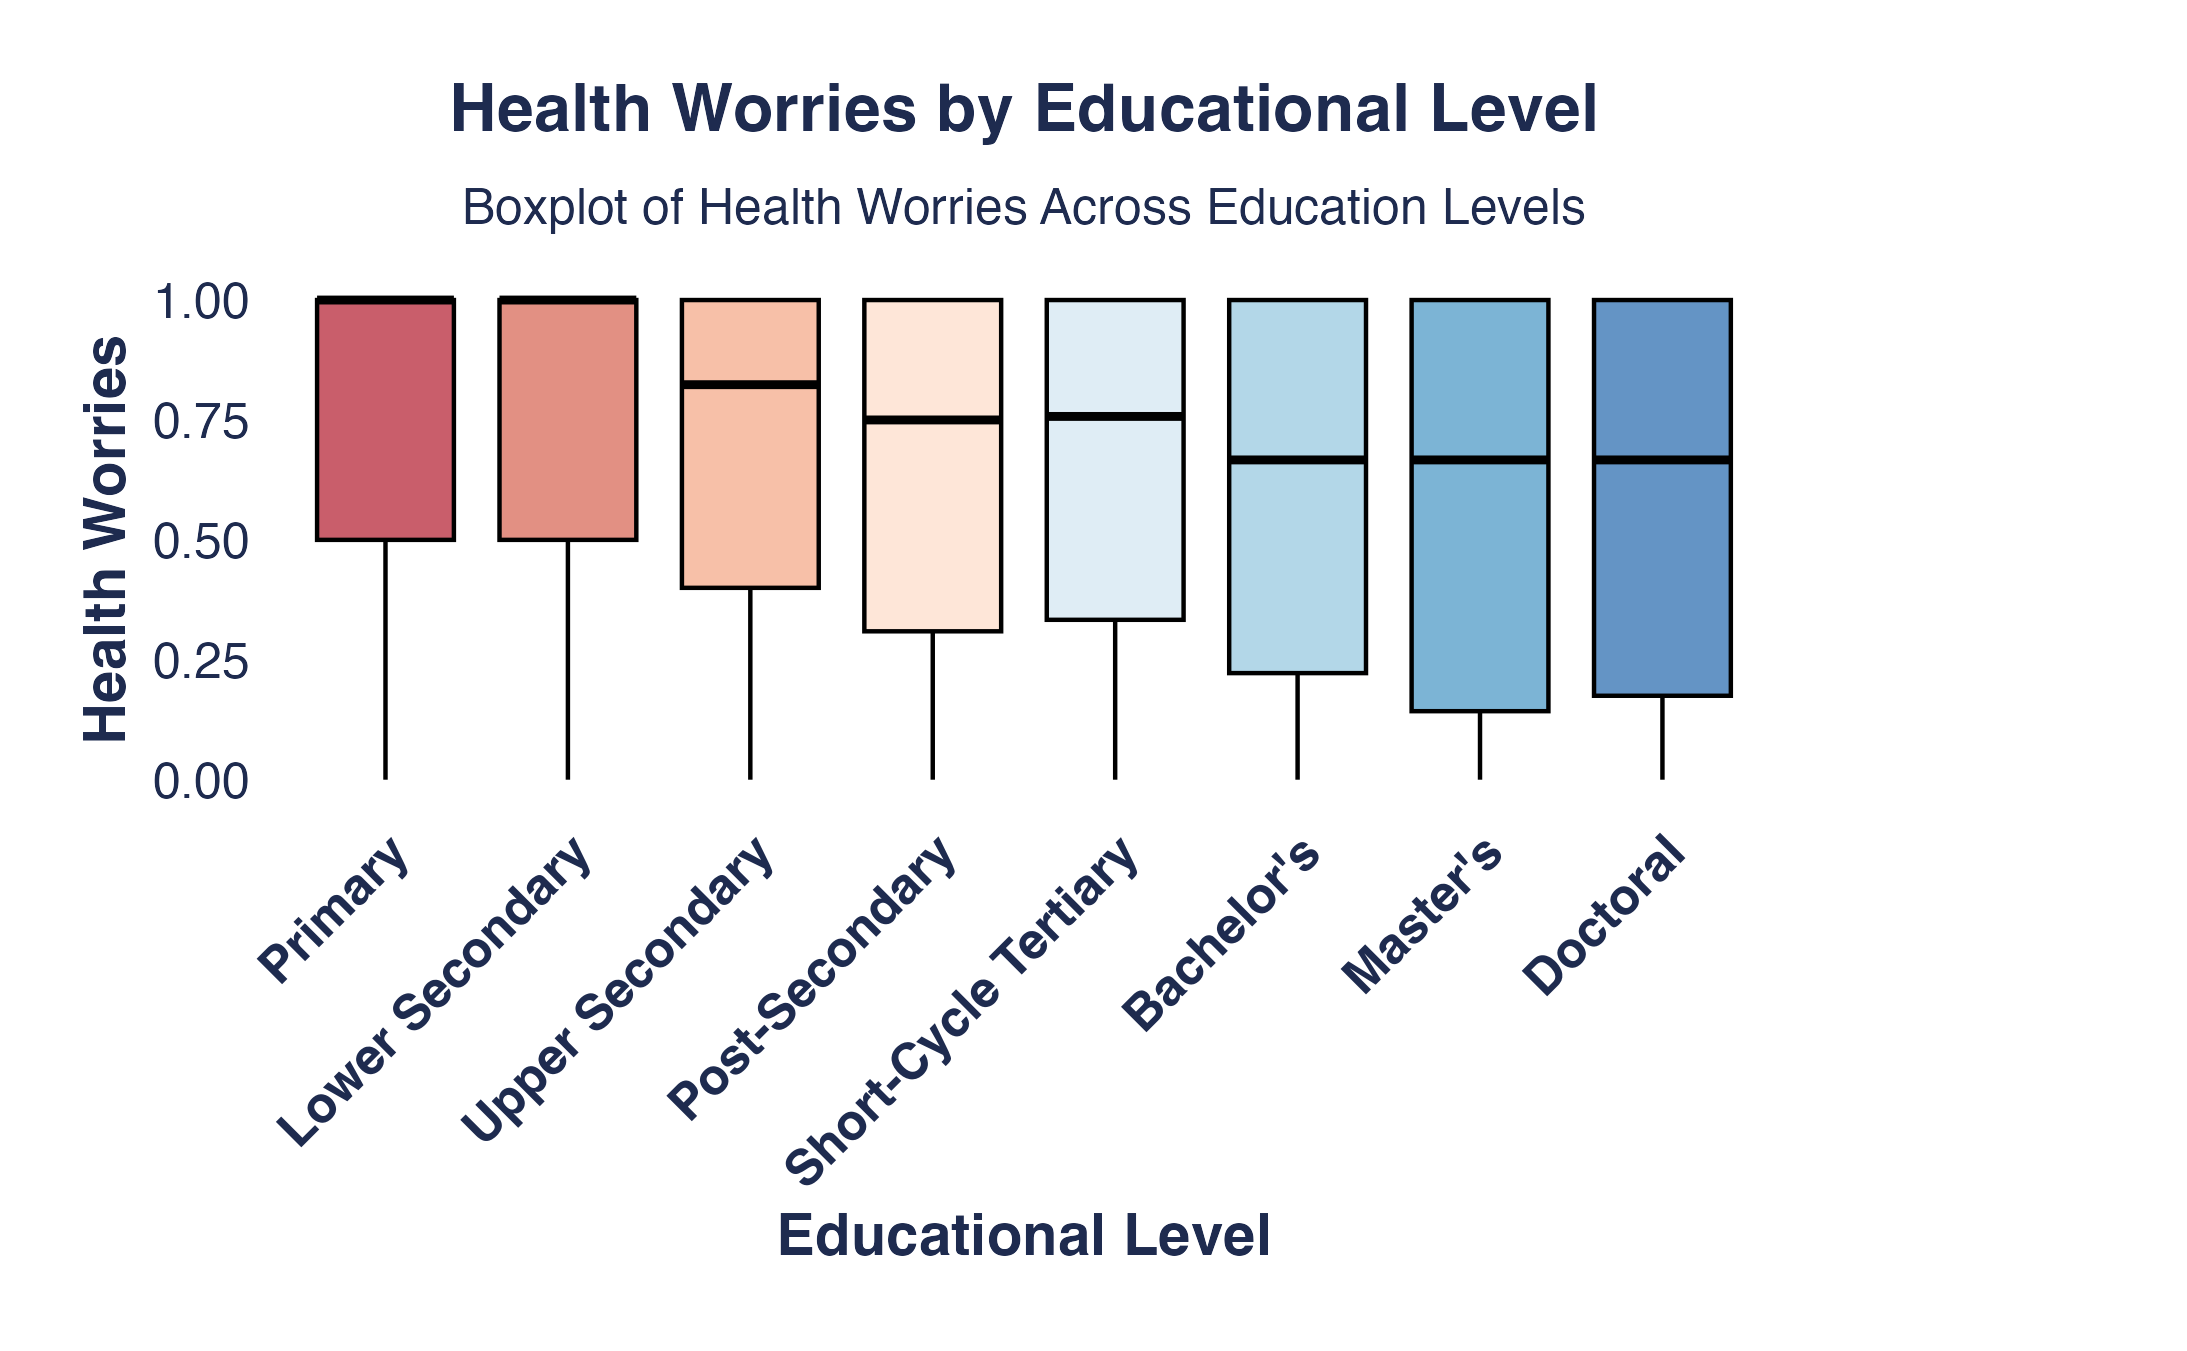 Health Worries by Educational Level
Boxplot of Health Worries Across Education Levels
Health Worries
1.00
0.75
0.50
0.25
0.00
Primary
Lower Secondary
Upper Secondary
Post-Secondary
Short-Cycle Tertiary
Bachelor's
Master's
Doctoral
Educational Level